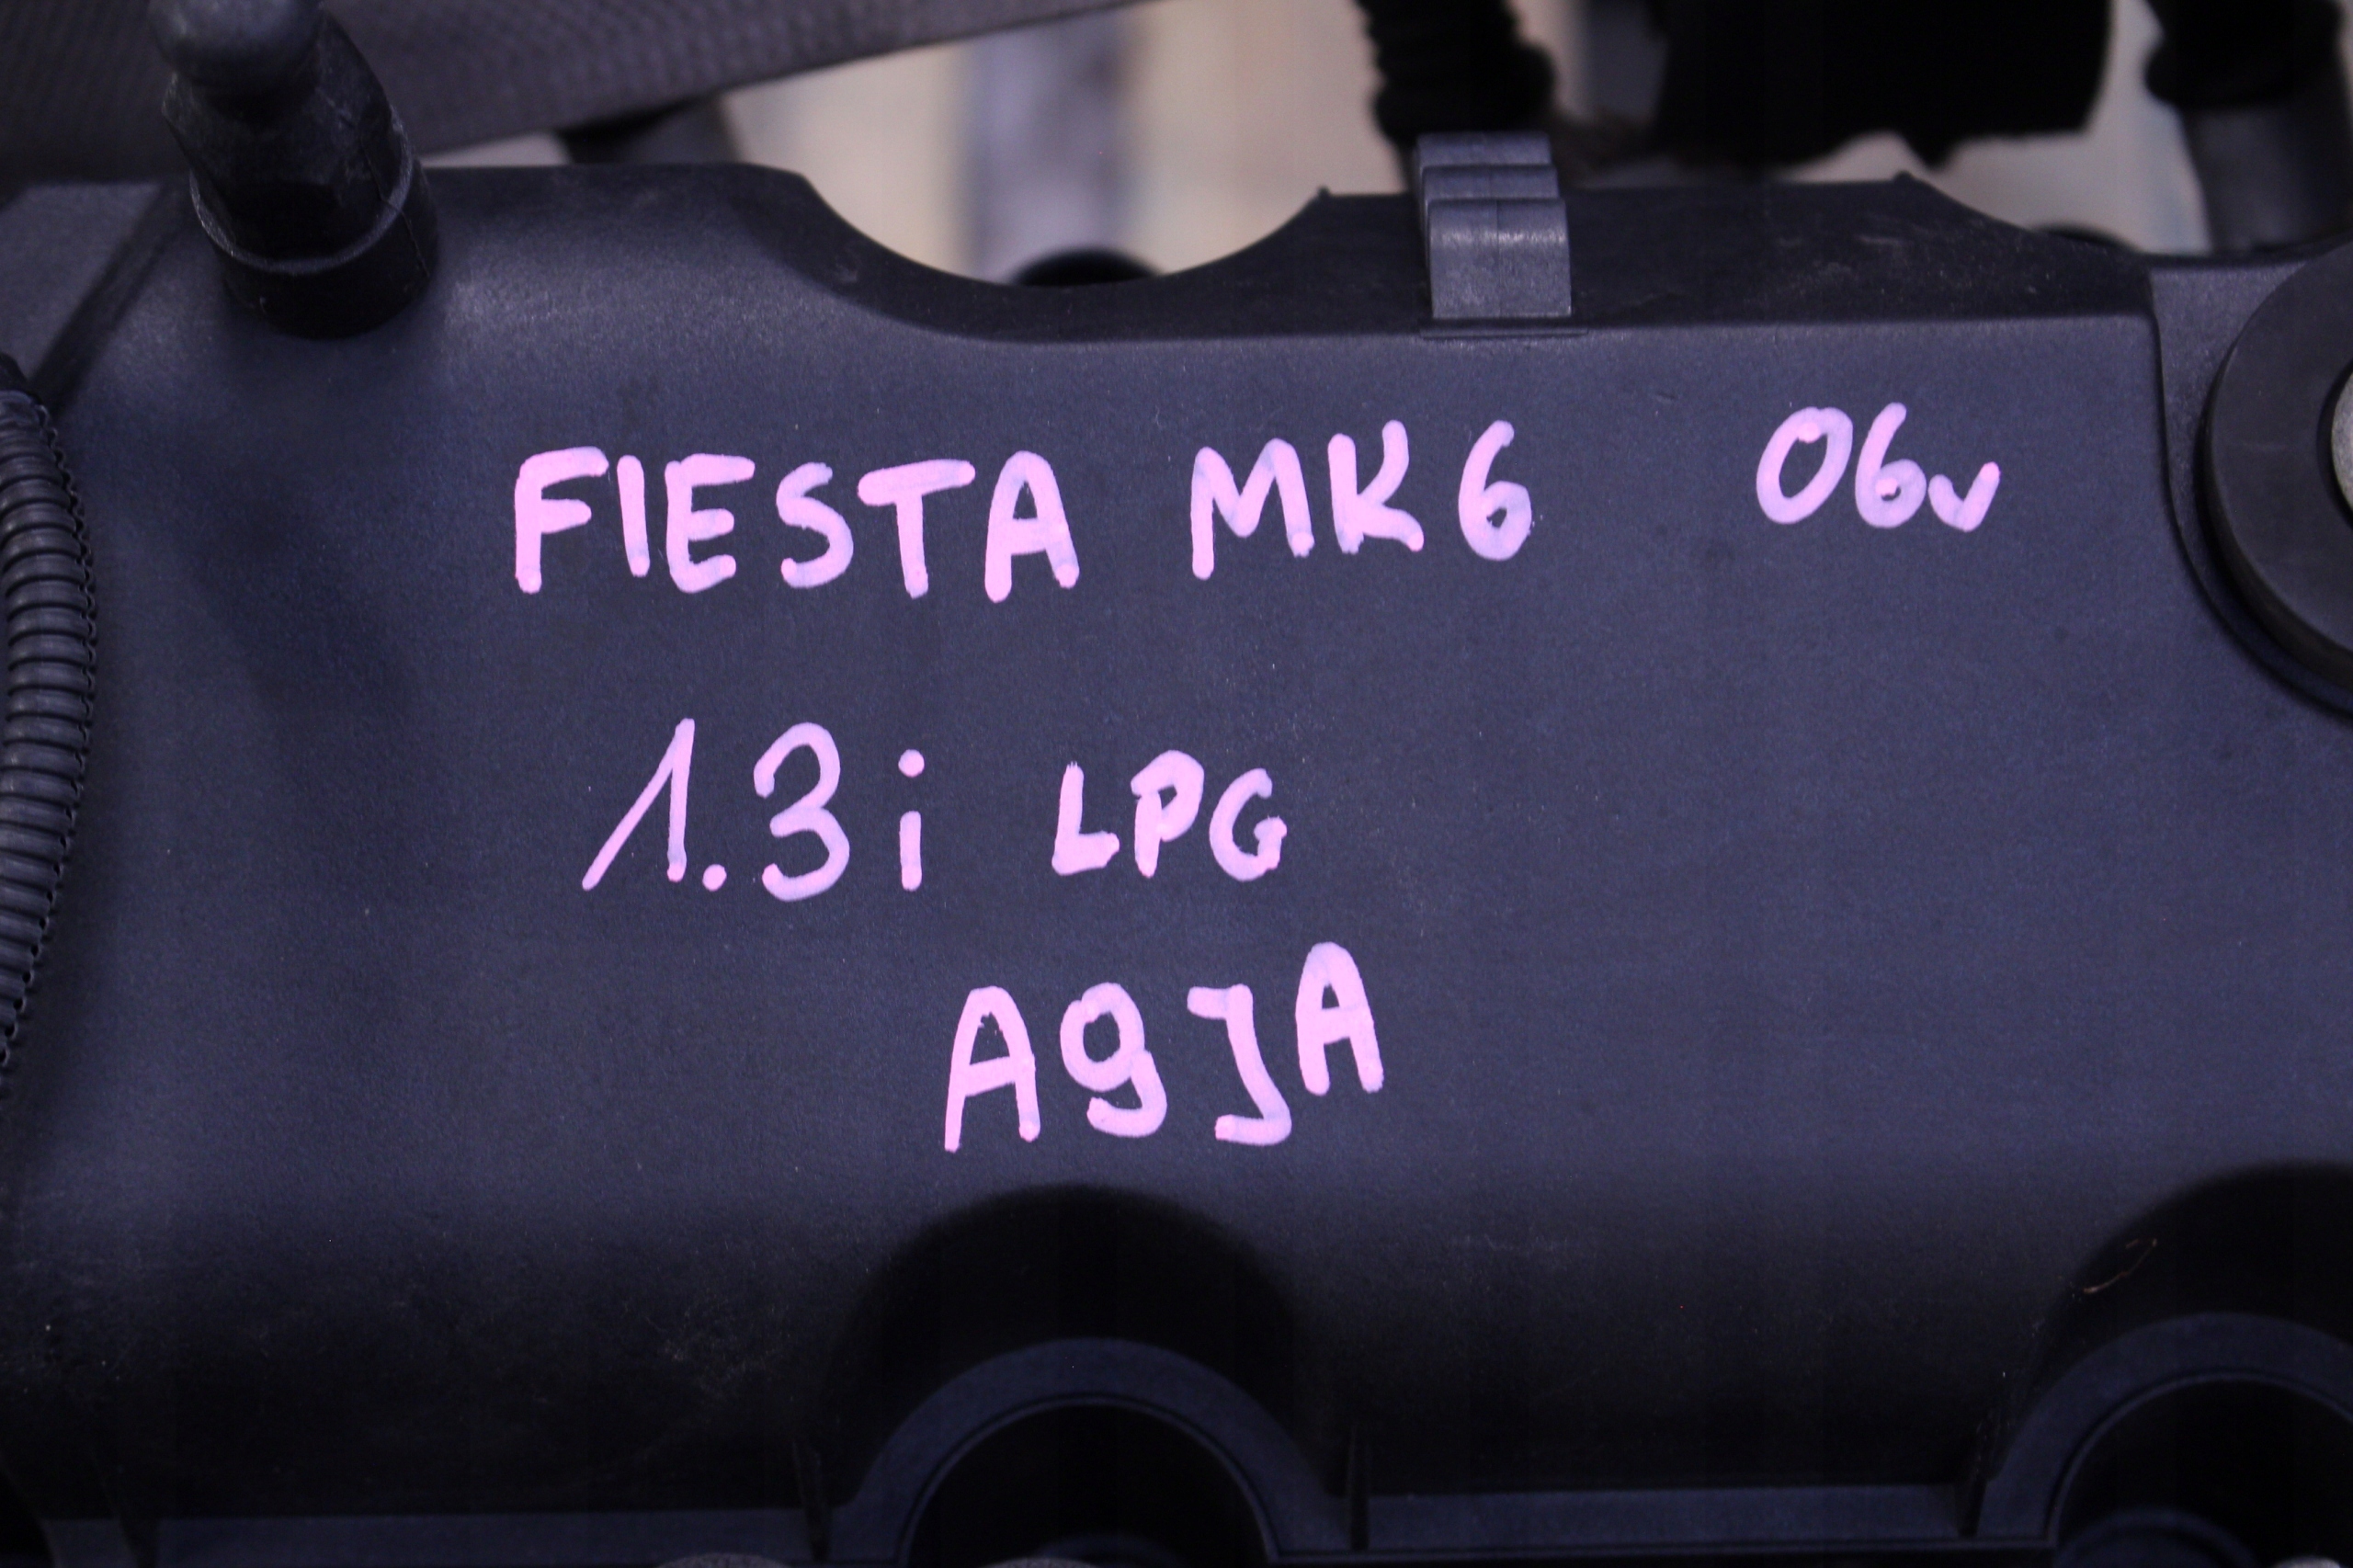 FIESTA MK6 06v
1.3i LPG
A9JA